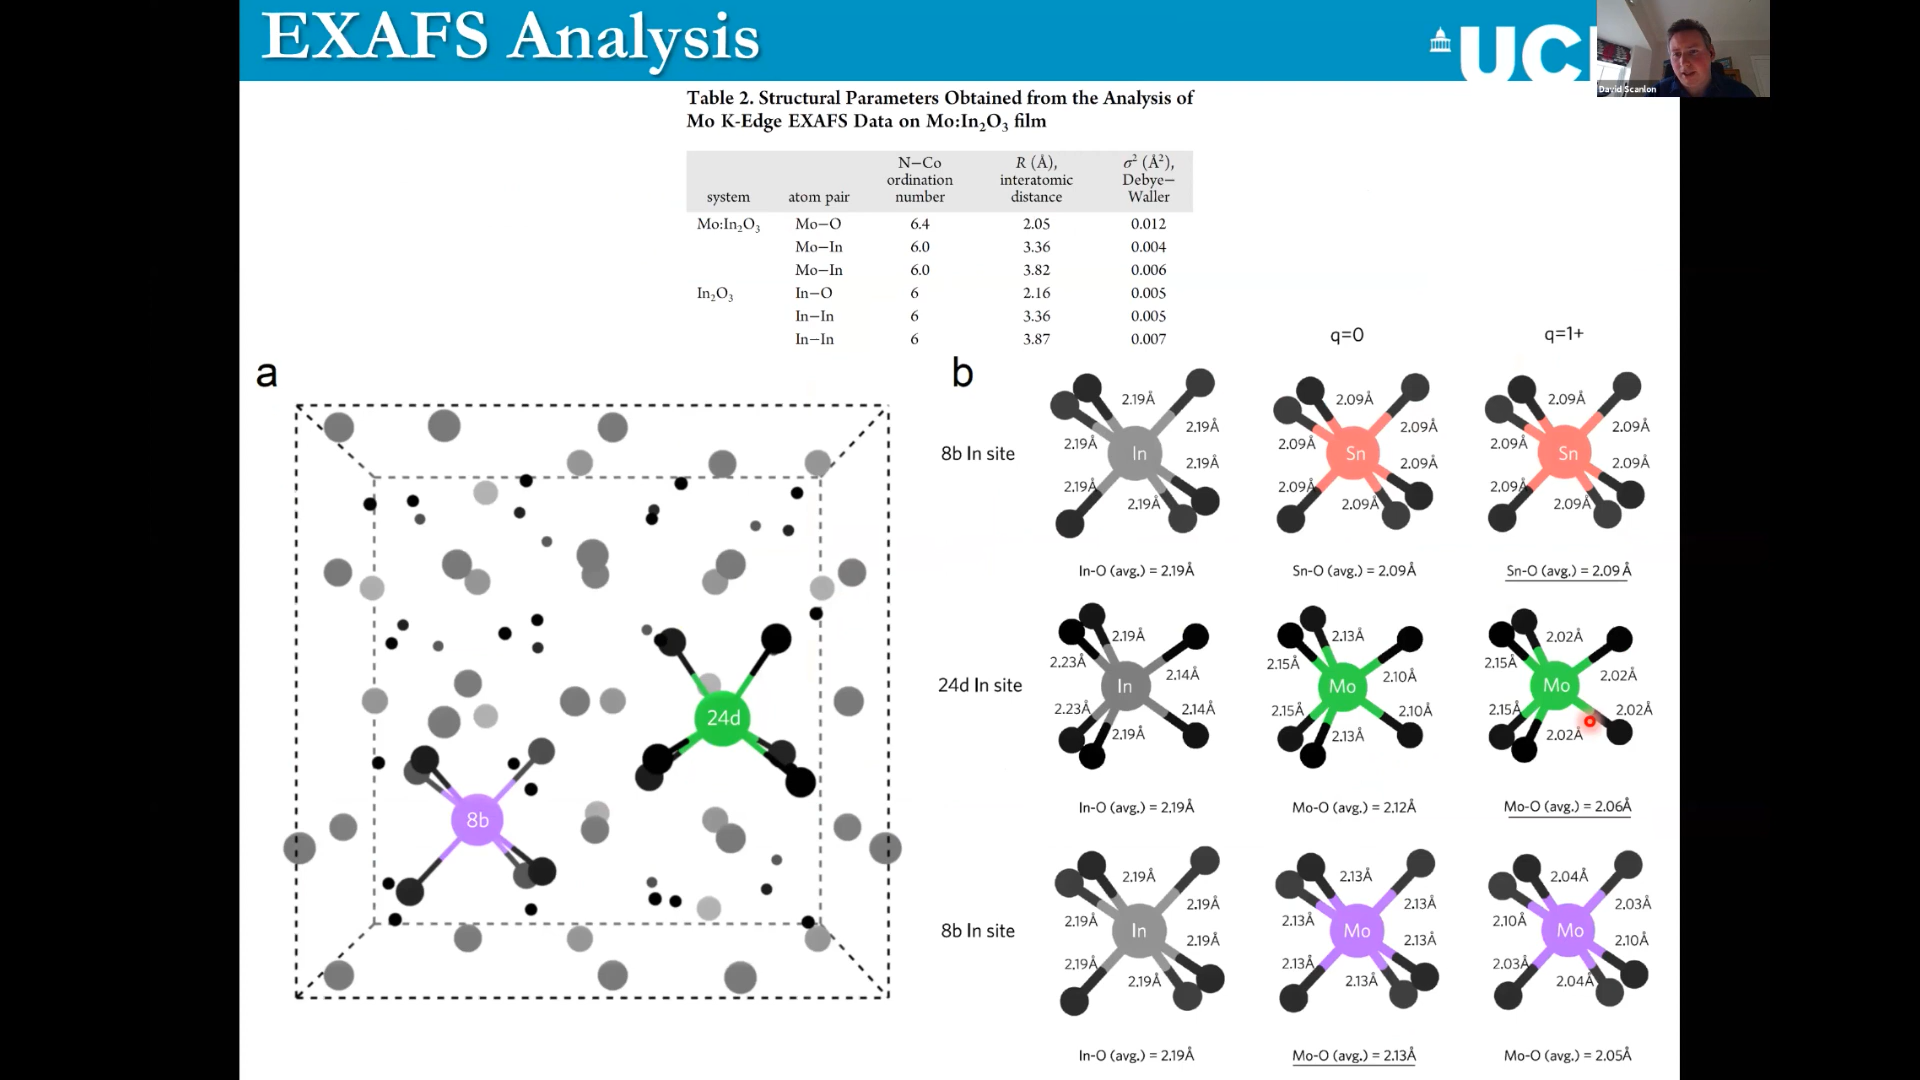 EXAFS Analysis
UC
David Scanlon
Table 2. Structural Parameters Obtained from the Analysis of
Mo K-Edge EXAFS Data on Mo:In₂O₃ film
system atom pair N−Co ordination number R (Å), interatomic distance σ² (Å²), Debye− Waller
Mo:In₂O₃ Mo−O 6.4 2.05 0.012
Mo−In 6.0 3.36 0.004
Mo−In 6.0 3.82 0.006
In₂O₃ In−O 6 2.16 0.005
In−In 6 3.36 0.005
In−In 6 3.87 0.007
a
24d
8b
b
q=0 q=1+
8b In site
In 2.19Å 2.19Å 2.19Å 2.19Å 2.19Å 2.19Å
Sn 2.09Å 2.09Å 2.09Å 2.09Å 2.09Å 2.09Å
Sn 2.09Å 2.09Å 2.09Å 2.09Å 2.09Å 2.09Å
In-O (avg.) = 2.19Å Sn-O (avg.) = 2.09Å Sn-O (avg.) = 2.09Å
24d In site
In 2.19Å 2.23Å 2.14Å 2.23Å 2.14Å 2.19Å
Mo 2.13Å 2.15Å 2.10Å 2.15Å 2.10Å 2.13Å
Mo 2.02Å 2.15Å 2.02Å 2.15Å 2.02Å 2.02Å
In-O (avg.) = 2.19Å Mo-O (avg.) = 2.12Å Mo-O (avg.) = 2.06Å
8b In site
In 2.19Å 2.19Å 2.19Å 2.19Å 2.19Å 2.19Å
Mo 2.13Å 2.13Å 2.13Å 2.13Å 2.13Å 2.13Å
Mo 2.04Å 2.03Å 2.10Å 2.10Å 2.03Å 2.04Å
In-O (avg.) = 2.19Å Mo-O (avg.) = 2.13Å Mo-O (avg.) = 2.05Å